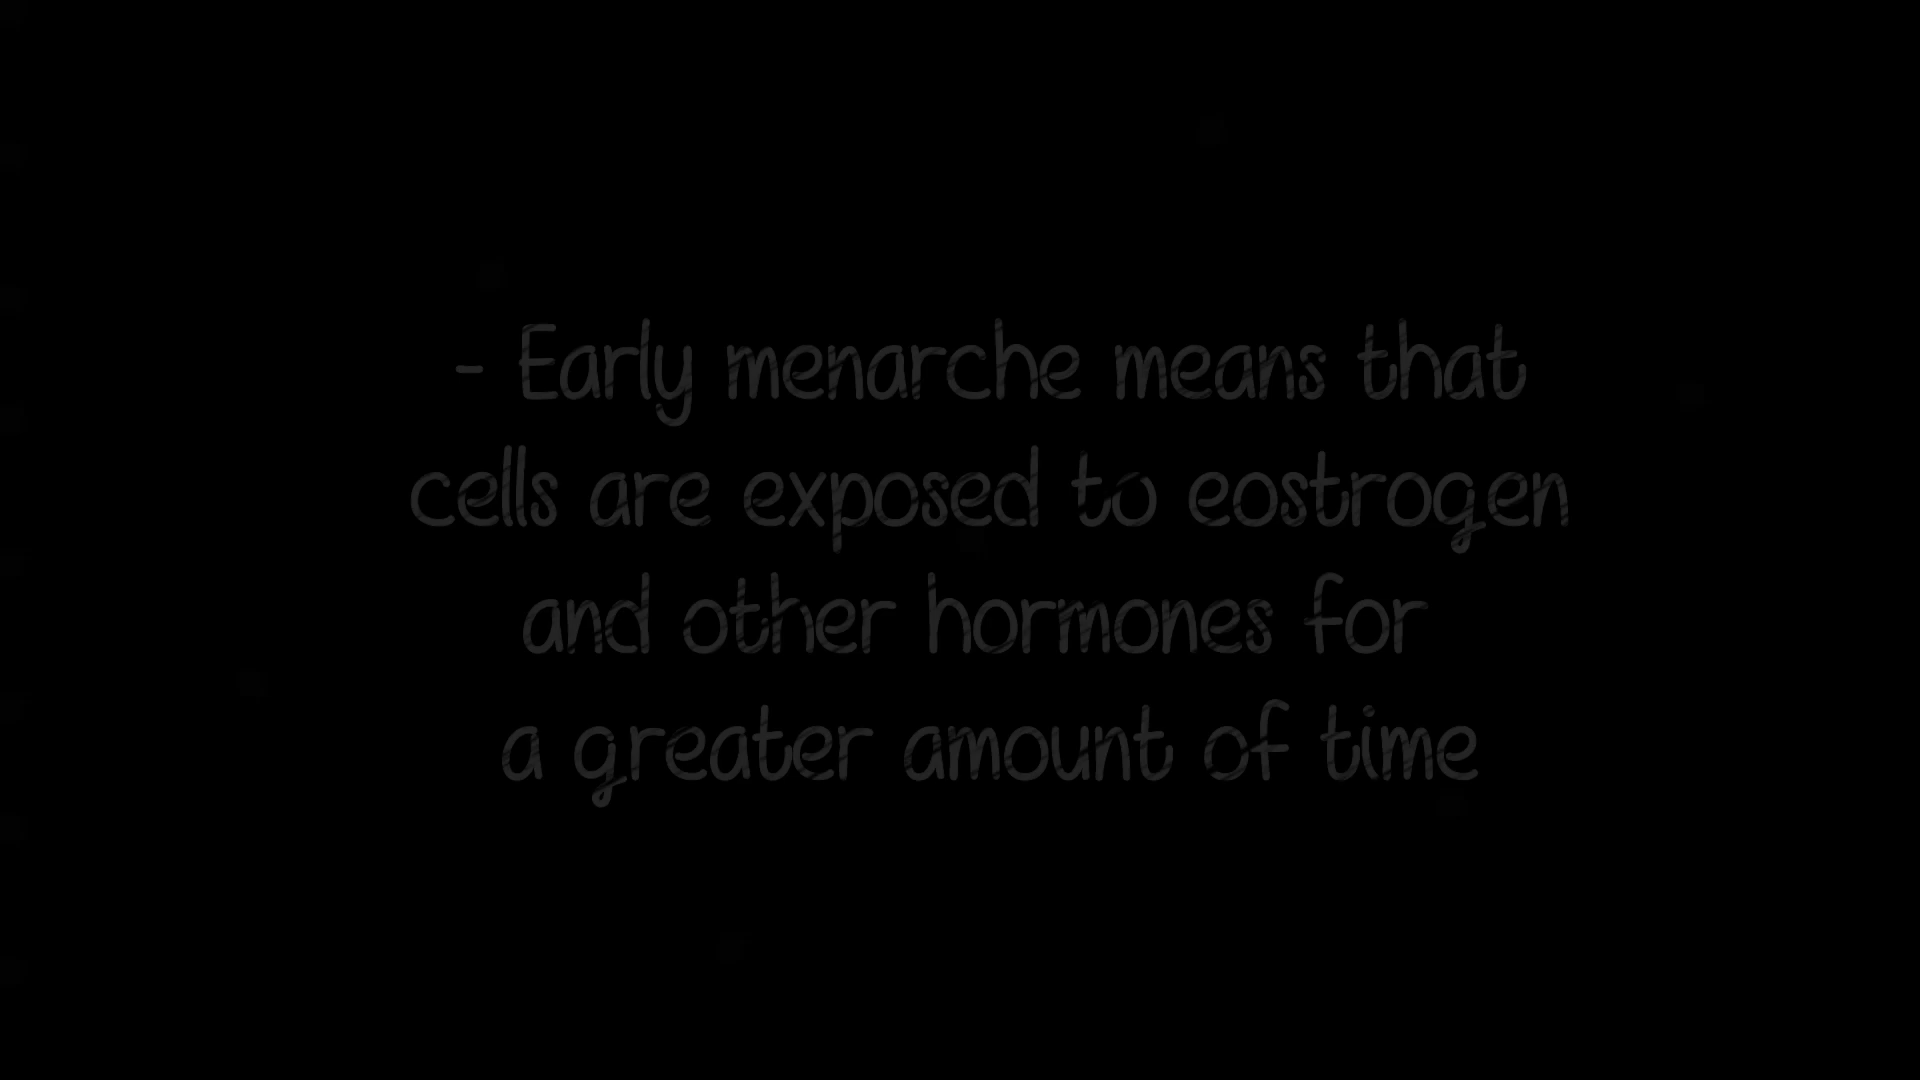 - Early menarche means that
cells are exposed to eostrogen
and other hormones for
a greater amount of time